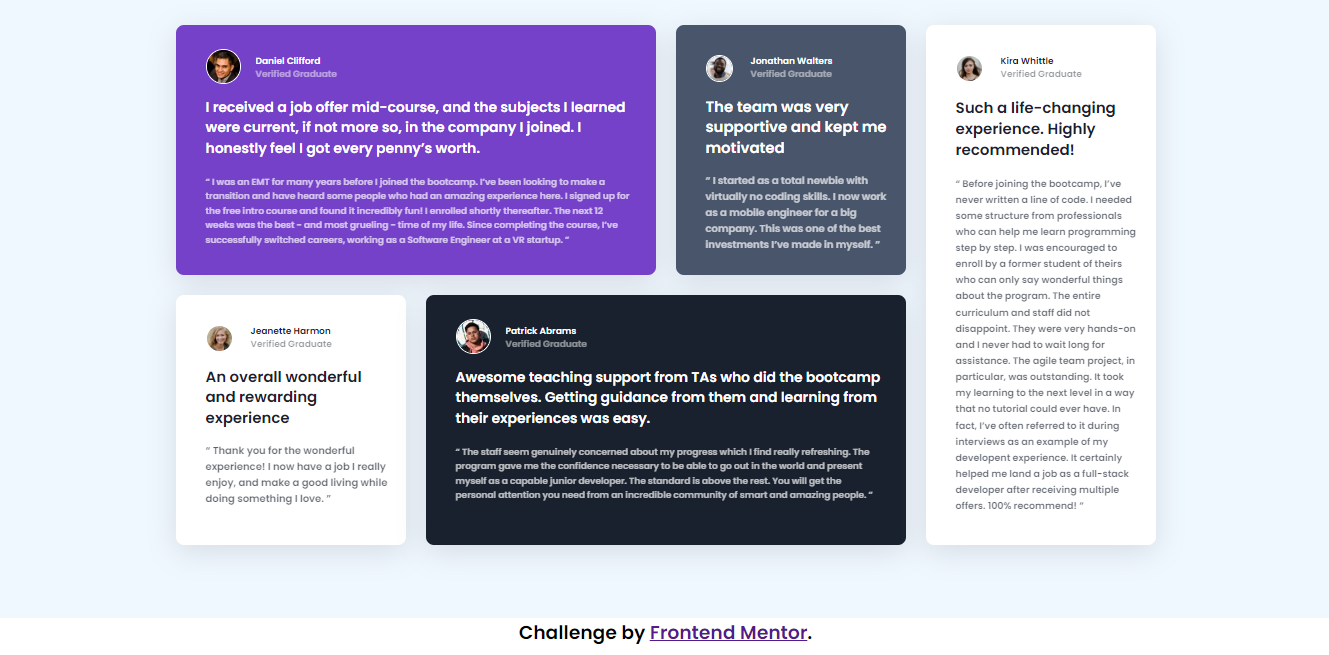 Daniel Clifford
Verified Graduate
I received a job offer mid-course, and the subjects I learned
were current, if not more so, in the company I joined. I
honestly feel I got every penny’s worth.
“ I was an EMT for many years before I joined the bootcamp. I’ve been looking to make a
transition and have heard some people who had an amazing experience here. I signed up for
the free intro course and found it incredibly fun! I enrolled shortly thereafter. The next 12
weeks was the best - and most grueling - time of my life. Since completing the course, I’ve
successfully switched careers, working as a Software Engineer at a VR startup. ”
Jonathan Walters
Verified Graduate
The team was very
supportive and kept me
motivated
“ I started as a total newbie with
virtually no coding skills. I now work
as a mobile engineer for a big
company. This was one of the best
investments I’ve made in myself. ”
Kira Whittle
Verified Graduate
Such a life-changing
experience. Highly
recommended!
“ Before joining the bootcamp, I’ve
never written a line of code. I needed
some structure from professionals
who can help me learn programming
step by step. I was encouraged to
enroll by a former student of theirs
who can only say wonderful things
about the program. The entire
curriculum and staff did not
disappoint. They were very hands-on
and I never had to wait long for
assistance. The agile team project, in
particular, was outstanding. It took
my learning to the next level in a way
that no tutorial could ever have. In
fact, I’ve often referred to it during
interviews as an example of my
developent experience. It certainly
helped me land a job as a full-stack
developer after receiving multiple
offers. 100% recommend! ”
Jeanette Harmon
Verified Graduate
An overall wonderful
and rewarding
experience
“ Thank you for the wonderful
experience! I now have a job I really
enjoy, and make a good living while
doing something I love. ”
Patrick Abrams
Verified Graduate
Awesome teaching support from TAs who did the bootcamp
themselves. Getting guidance from them and learning from
their experiences was easy.
“ The staff seem genuinely concerned about my progress which I find really refreshing. The
program gave me the confidence necessary to be able to go out in the world and present
myself as a capable junior developer. The standard is above the rest. You will get the
personal attention you need from an incredible community of smart and amazing people. ”
Challenge by Frontend Mentor.